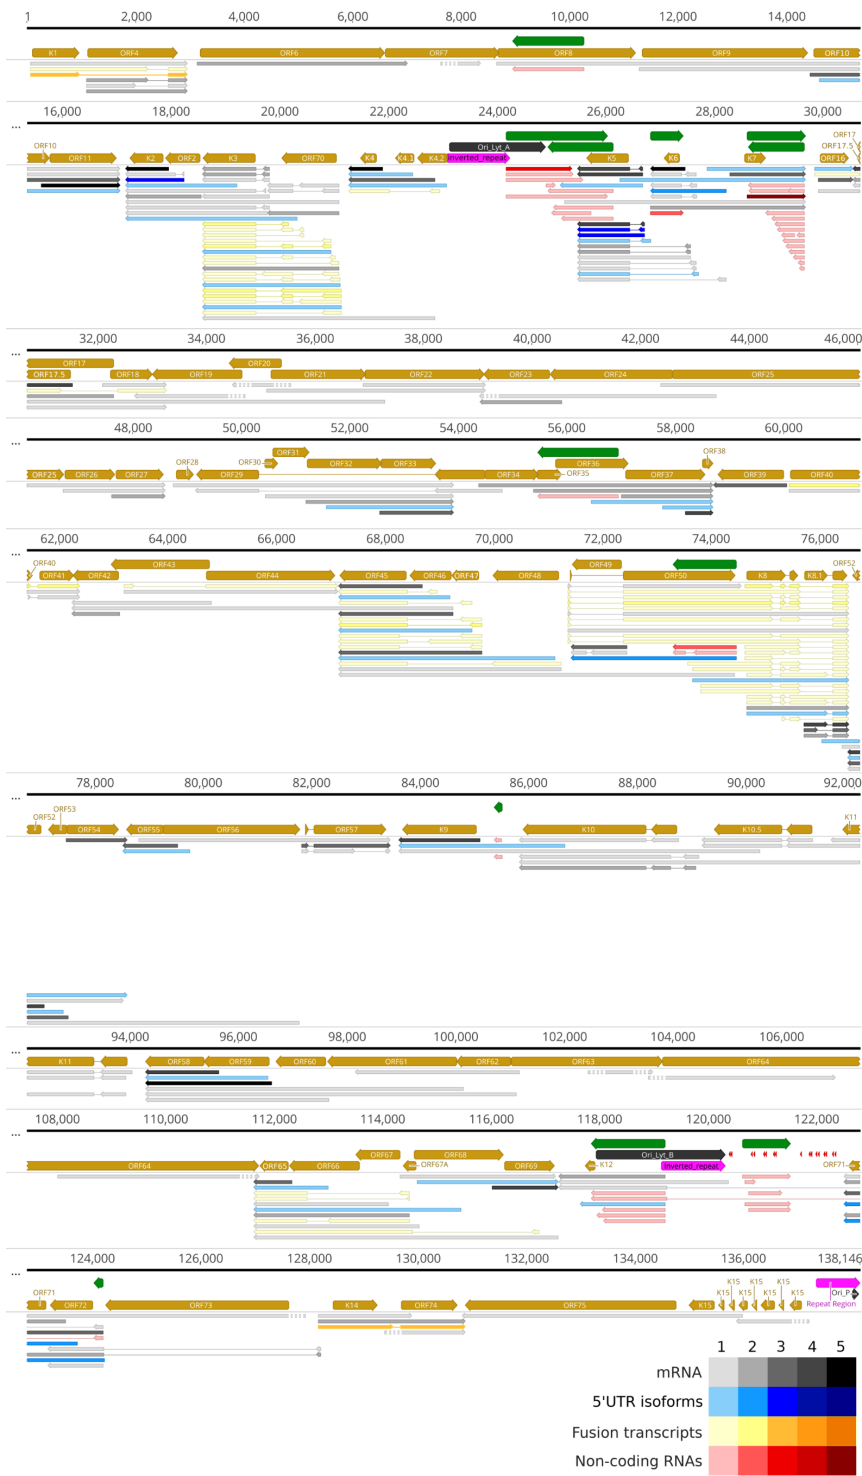 1 2,000 4,000 6,000 8,000 10,000 12,000 14,000
K1 ORF4 ORF6 ORF7 ORF8 ORF9 ORF10
16,000 18,000 20,000 22,000 24,000 26,000 28,000 30,000
...
ORF10 Ori_Lyt_A ORF17
ORF17.5
ORF11 K2 ORF2 K3 ORF70 K4 K4.1 K4.2 inverted_repeat K5 K6 K7 ORF16
32,000 34,000 36,000 38,000 40,000 42,000 44,000 46,000
...
ORF17 ORF20
ORF17.5 ORF18 ORF19 ORF21 ORF22 ORF23 ORF24 ORF25
48,000 50,000 52,000 54,000 56,000 58,000 60,000
...
ORF31 ORF38
ORF28 ORF30 ORF32 ORF33 ORF36
ORF25 ORF26 ORF27 ORF29 ORF34 ORF35 ORF37 ORF39 ORF40
62,000 64,000 66,000 68,000 70,000 72,000 74,000 76,000
...
ORF40 ORF43 ORF49 ORF52
ORF41 ORF42 ORF44 ORF45 ORF46 ORF47 ORF48 ORF50 K8 K8.1
78,000 80,000 82,000 84,000 86,000 88,000 90,000 92,000
...
ORF52 ORF53 K11
ORF54 ORF55 ORF56 ORF57 K9 K10 K10.5
94,000 96,000 98,000 100,000 102,000 104,000 106,000
...
K11 ORF58 ORF59 ORF60 ORF61 ORF62 ORF63 ORF64
108,000 110,000 112,000 114,000 116,000 118,000 120,000 122,000
...
ORF67 ORF68 Ori_Lyt_B
ORF64 ORF65 ORF66 ORF67A ORF69 K12 inverted_repeat ORF71
124,000 126,000 128,000 130,000 132,000 134,000 136,000 138,146
...
K15 K15 K15
ORF71 K15 K15 K15 Ori_P
ORF72 ORF73 K14 ORF74 ORF75 K15 Repeat Region
1 2 3 4 5
mRNA
5'UTR isoforms
Fusion transcripts
Non-coding RNAs